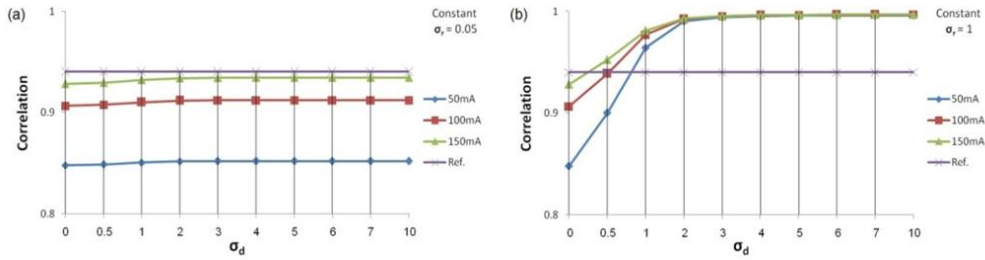 (a)
Constant
σr = 0.05
1
0.9
0.8
Correlation
0 0.5 1 2 3 4 5 6 7 10
σd
50mA
100mA
150mA
Ref.
(b)
Constant
σr = 1
1
0.9
0.8
Correlation
0 0.5 1 2 3 4 5 6 7 10
σd
50mA
100mA
150mA
Ref.